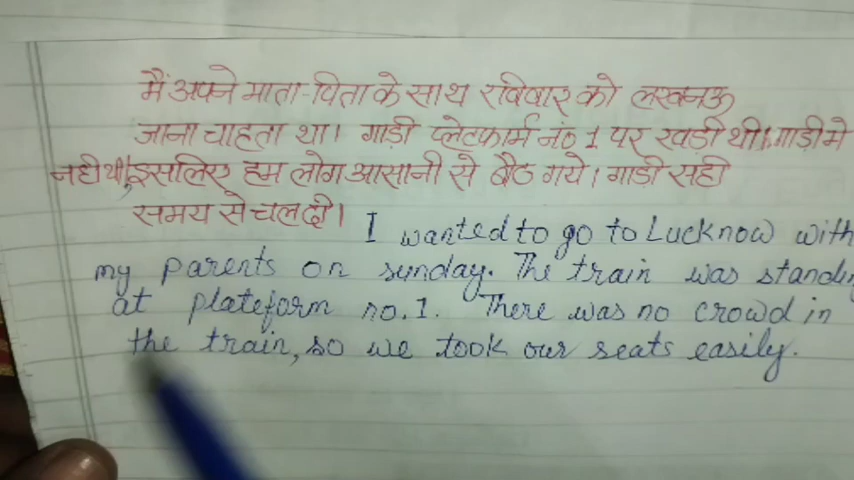 मैं अपने माता-पिता के साथ रविवार को लखनऊ
जाना चाहता था। गाड़ी प्लेटफार्म नं० 1 पर खड़ी थी। गाड़ी मे
नही थी, इसलिए हम लोग आसानी से बैठ गये। गाड़ी सही
समय से चल दी।
I wanted to go to Lucknow with
my parents on sunday. The train was
at plateform no.1. There was no crowd in
the train, so we took our seats easily.